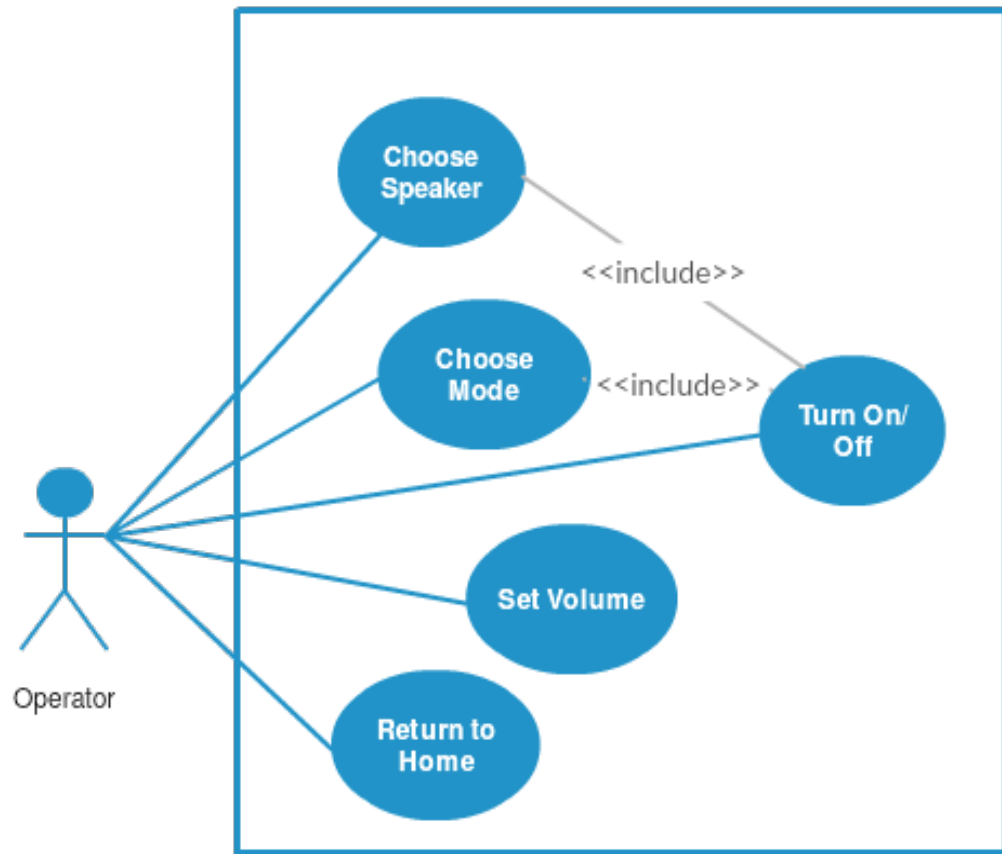 Choose
Speaker
<<include>>
Choose
Mode
<<include>>
Turn On/
Off
Set Volume
Operator
Return to
Home